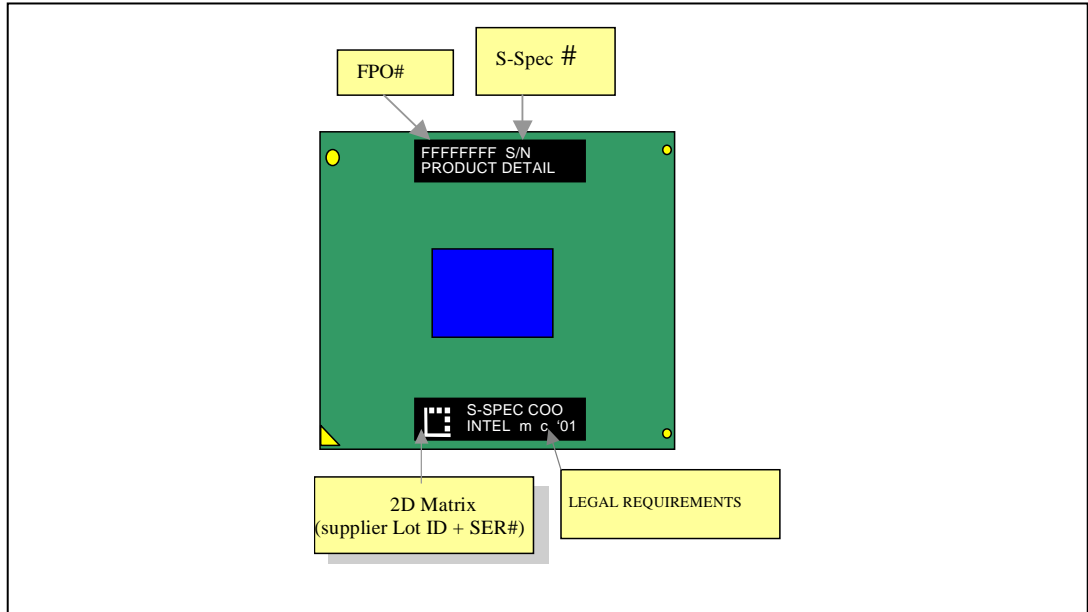 FPO#
S-Spec #
FFFFFFFF S/N
PRODUCT DETAIL
S-SPEC COO
INTEL m c '01
2D Matrix
(supplier Lot ID + SER#)
LEGAL REQUIREMENTS